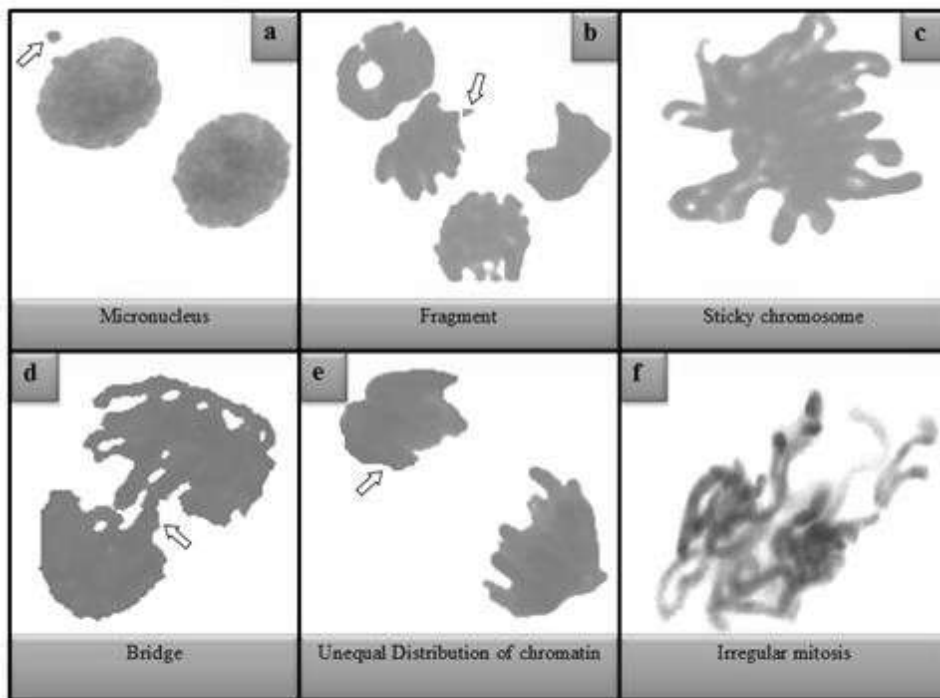 a
b
c
Micronucleus
Fragment
Sticky chromosome
d
e
f
Bridge
Unequal Distribution of chromatin
Irregular mitosis